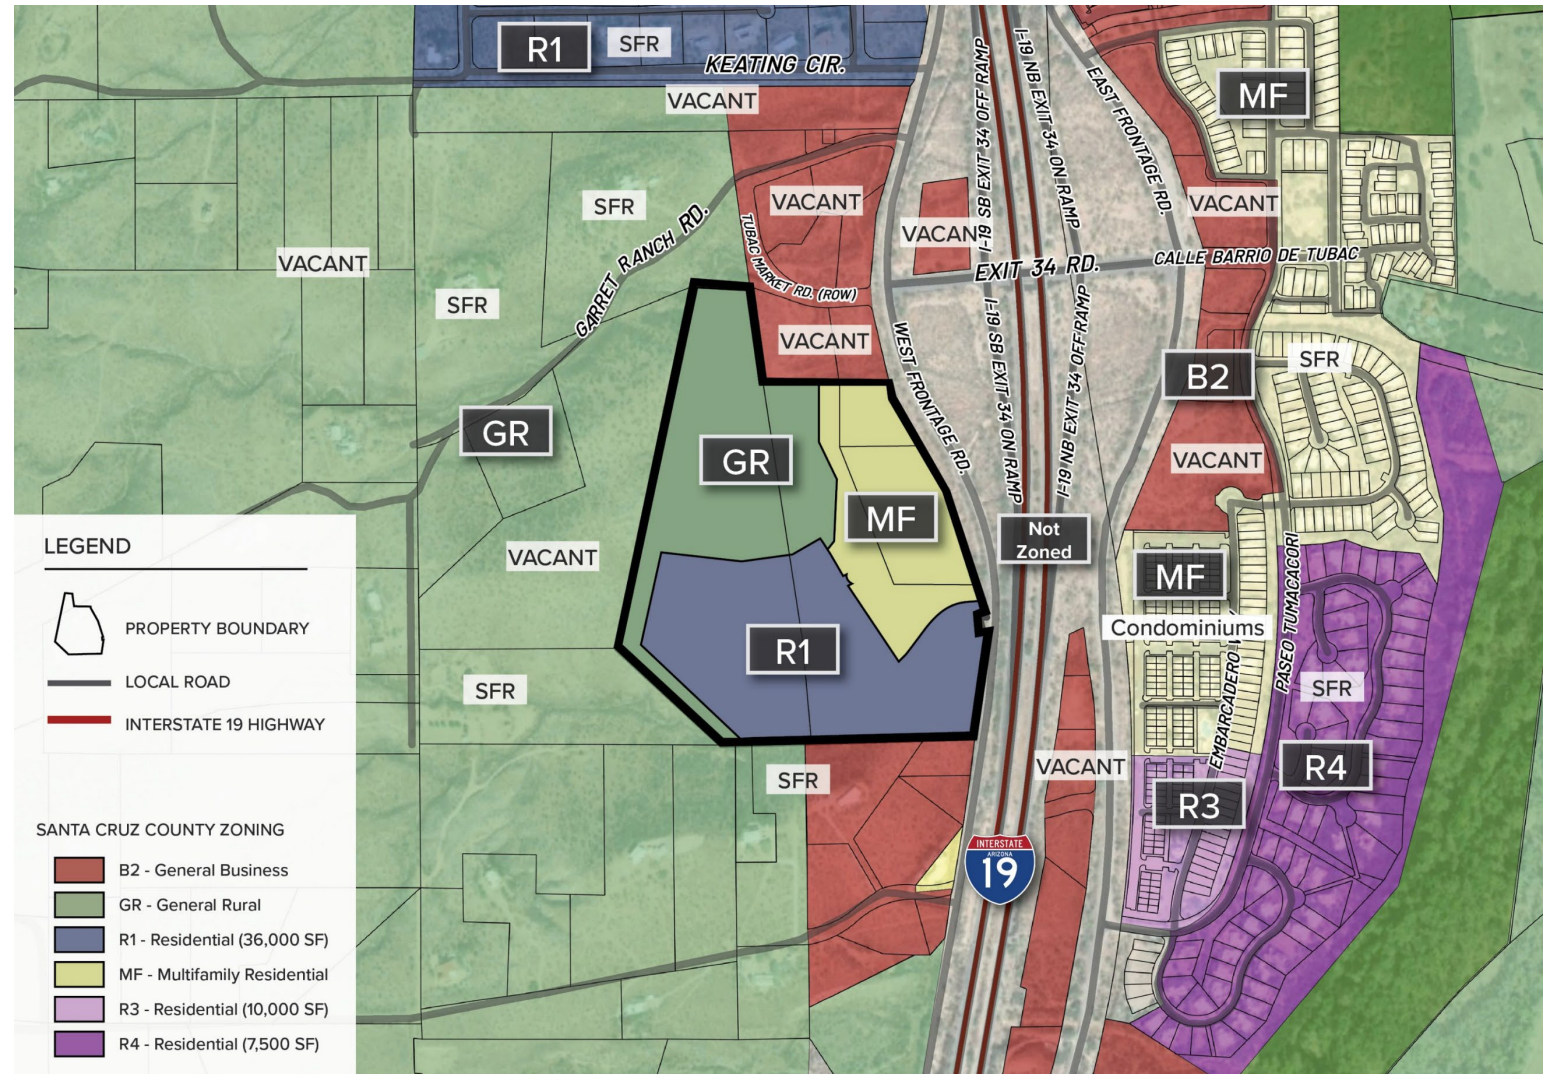 R1
SFR
KEATING CIR.
VACANT
I-19 SB EXIT 34 OFF RAMP
I-19 NB EXIT 34 ON RAMP
EAST FRONTAGE RD.
MF
SFR
VACANT
VACANT
VACANT
GARRET RANCH RD.
TUBAC MARKET RD. (ROW)
VACANT
EXIT 34 RD.
CALLE BARRIO DE TUBAC
SFR
VACANT
WEST FRONTAGE RD.
I-19 SB EXIT 34 ON RAMP
I-19 NB EXIT 34 OFF RAMP
B2
SFR
GR
GR
VACANT
MF
Not
Zoned
VACANT
MF
Condominiums
EMBARCADERO
PASEO TUMACACORI
R1
SFR
SFR
SFR
VACANT
R4
R3
INTERSTATE
ARIZONA
19
LEGEND
PROPERTY BOUNDARY
LOCAL ROAD
INTERSTATE 19 HIGHWAY
SANTA CRUZ COUNTY ZONING
B2 - General Business
GR - General Rural
R1 - Residential (36,000 SF)
MF - Multifamily Residential
R3 - Residential (10,000 SF)
R4 - Residential (7,500 SF)